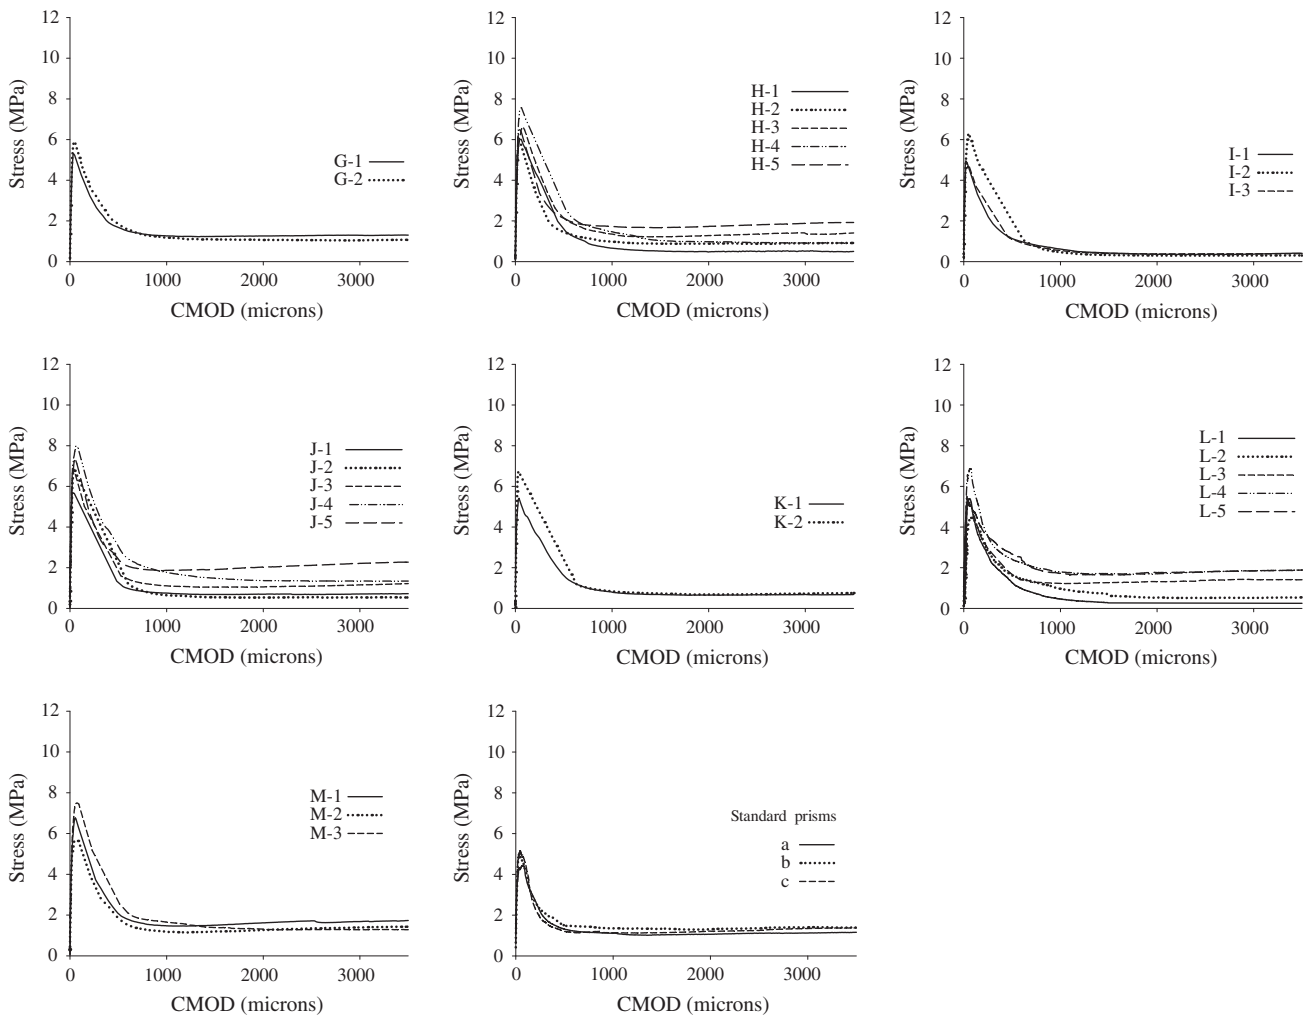 12
10
8
6
4
2
0
Stress (MPa)
G-1
G-2
0 1000 2000 3000
CMOD (microns)
12
10
8
6
4
2
0
Stress (MPa)
H-1
H-2
H-3
H-4
H-5
0 1000 2000 3000
CMOD (microns)
12
10
8
6
4
2
0
Stress (MPa)
I-1
I-2
I-3
0 1000 2000 3000
CMOD (microns)
12
10
8
6
4
2
0
Stress (MPa)
J-1
J-2
J-3
J-4
J-5
0 1000 2000 3000
CMOD (microns)
12
10
8
6
4
2
0
Stress (MPa)
K-1
K-2
0 1000 2000 3000
CMOD (microns)
12
10
8
6
4
2
0
Stress (MPa)
L-1
L-2
L-3
L-4
L-5
0 1000 2000 3000
CMOD (microns)
12
10
8
6
4
2
0
Stress (MPa)
M-1
M-2
M-3
0 1000 2000 3000
CMOD (microns)
12
10
8
6
4
2
0
Stress (MPa)
Standard prisms
a
b
c
0 1000 2000 3000
CMOD (microns)